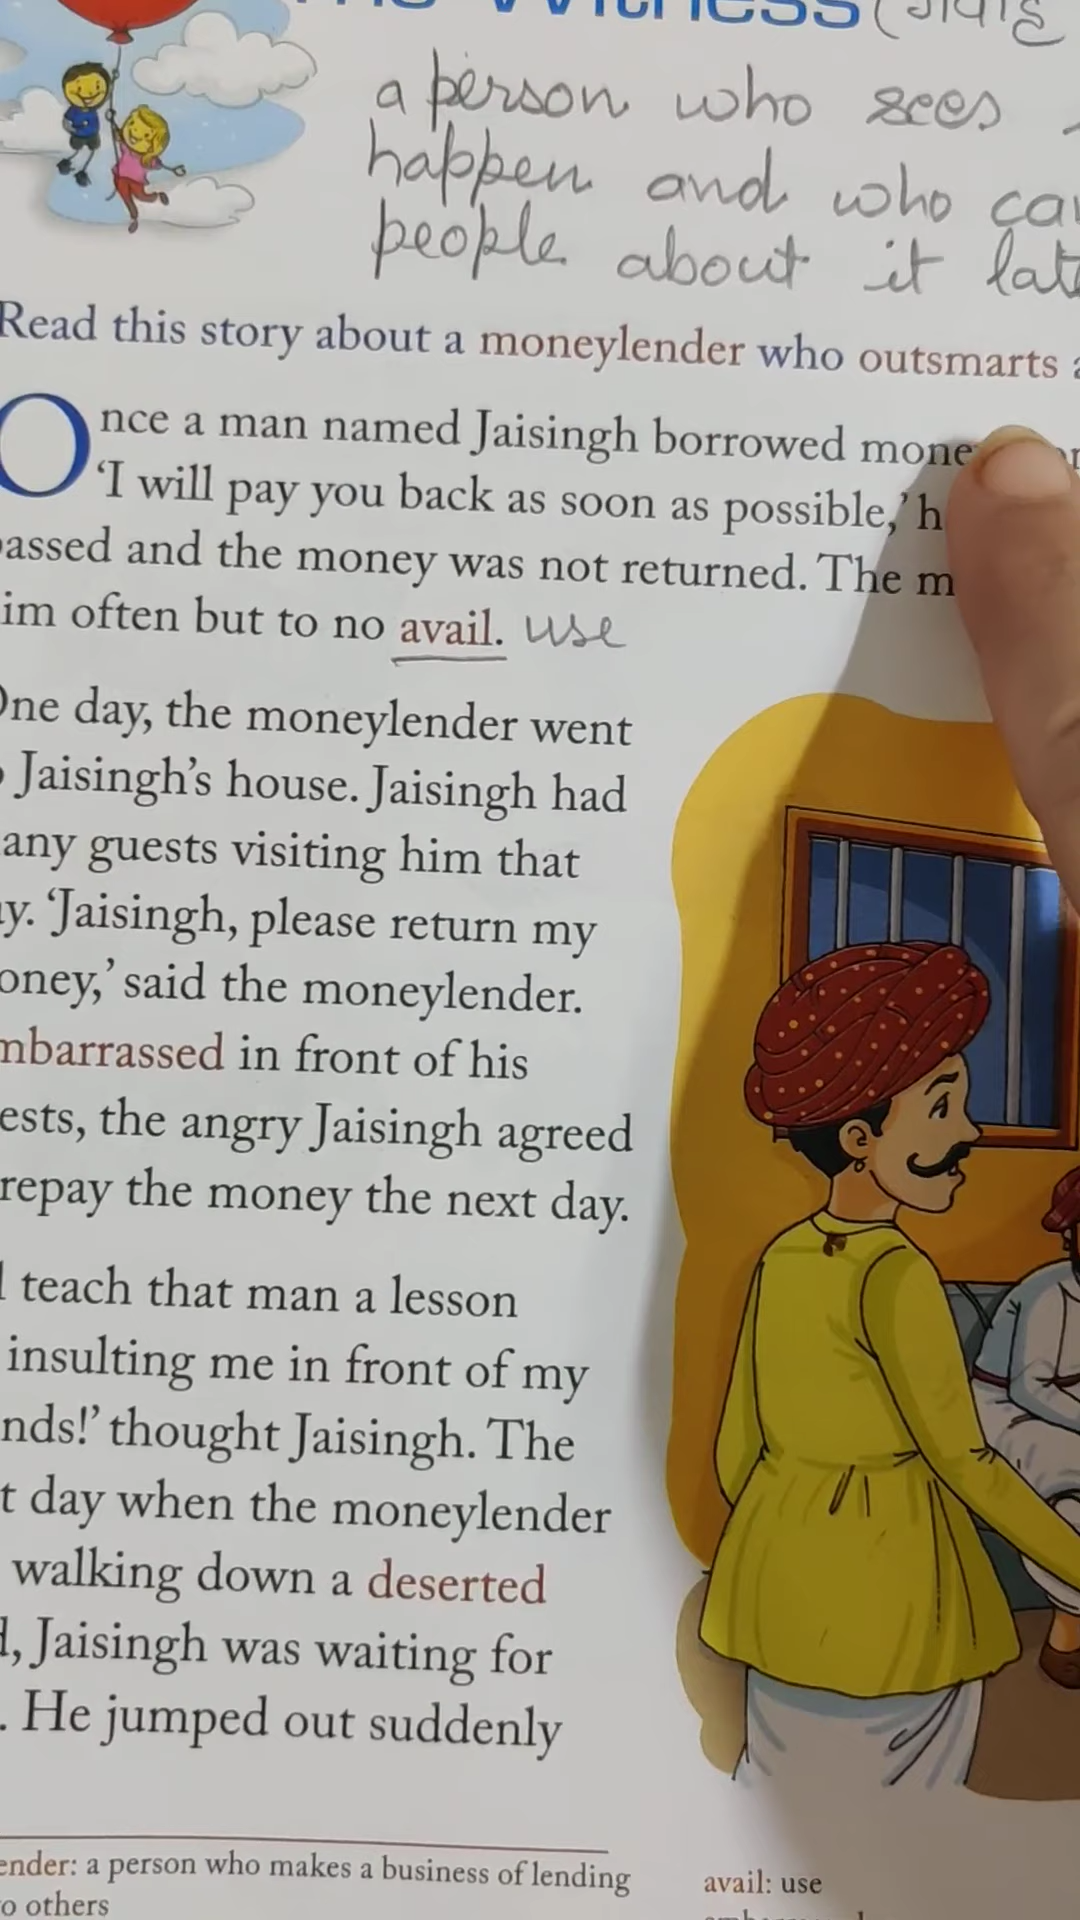 Witness (गवाह
a person who sees
happen and who can
people about it late
Read this story about a moneylender who outsmarts a
Once a man named Jaisingh borrowed mone
‘I will pay you back as soon as possible,’ h
assed and the money was not returned. The m
im often but to no avail. use
One day, the moneylender went
Jaisingh’s house. Jaisingh had
any guests visiting him that
y. ‘Jaisingh, please return my
oney,’ said the moneylender.
mbarrassed in front of his
ests, the angry Jaisingh agreed
repay the money the next day.
teach that man a lesson
insulting me in front of my
nds!’ thought Jaisingh. The
t day when the moneylender
walking down a deserted
d, Jaisingh was waiting for
. He jumped out suddenly
ender: a person who makes a business of lending
o others
avail: use